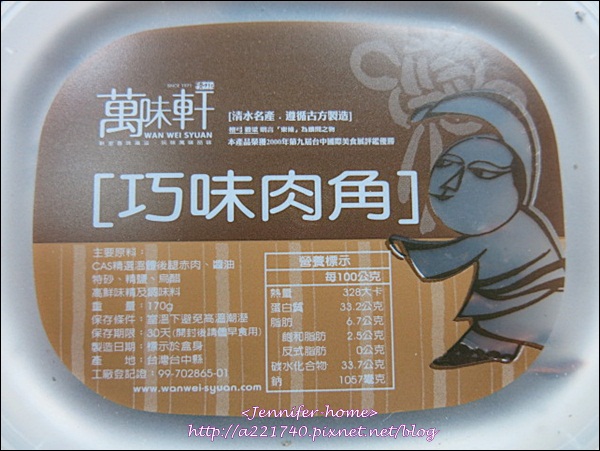 SINCE 1971
萬味軒
WAN WEI SYUAN
[清水名產．遵循古方製造]
本產品榮獲2000年第九屆台中國際美食展評鑑優勝
[巧味肉角]
主要原料：
CAS精選溫體後腿赤肉、醬油
特砂、精鹽、烏醋
高鮮味精及調味料
重量：170g
保存條件：室溫下避免高溫潮溼
保存期限：30天(開封後請儘早食用)
製造日期：標示於盒身
產地：台灣台中縣
工廠登記證：99-702865-01
www.wanwei-syuan.com
營養標示
每100公克
熱量 328大卡
蛋白質 33.2公克
脂肪 6.7公克
飽和脂肪 2.5公克
反式脂肪 0公克
碳水化合物 33.7公克
鈉 1057毫克
<Jennifer home>
http://a221740.pixnet.net/blog